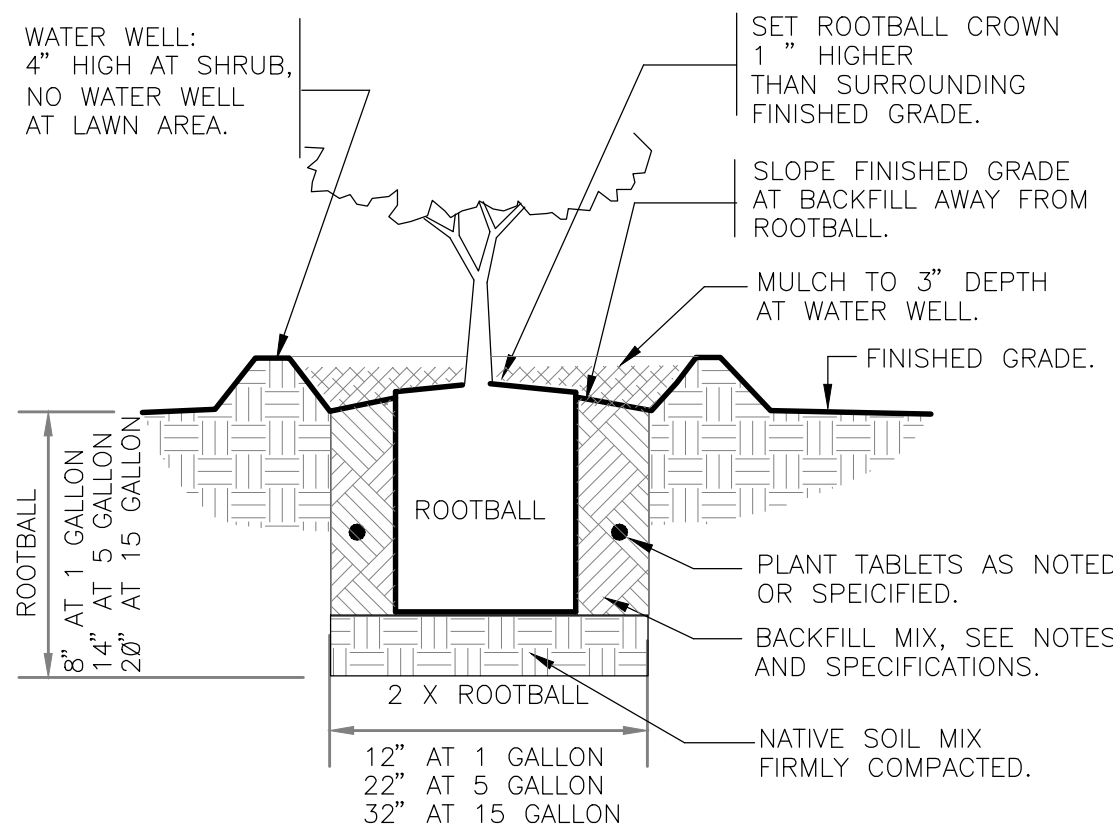 WATER WELL:
4” HIGH AT SHRUB,
NO WATER WELL
AT LAWN AREA.
SET ROOTBALL CROWN
1 ” HIGHER
THAN SURROUNDING
FINISHED GRADE.
SLOPE FINISHED GRADE
AT BACKFILL AWAY FROM
ROOTBALL.
MULCH TO 3” DEPTH
AT WATER WELL.
FINISHED GRADE.
ROOTBALL
8” AT 1 GALLON
14” AT 5 GALLON
20” AT 15 GALLON
ROOTBALL
PLANT TABLETS AS NOTED
OR SPEICIFIED.
BACKFILL MIX, SEE NOTES
AND SPECIFICATIONS.
2 X ROOTBALL
12” AT 1 GALLON
22” AT 5 GALLON
32” AT 15 GALLON
NATIVE SOIL MIX
FIRMLY COMPACTED.